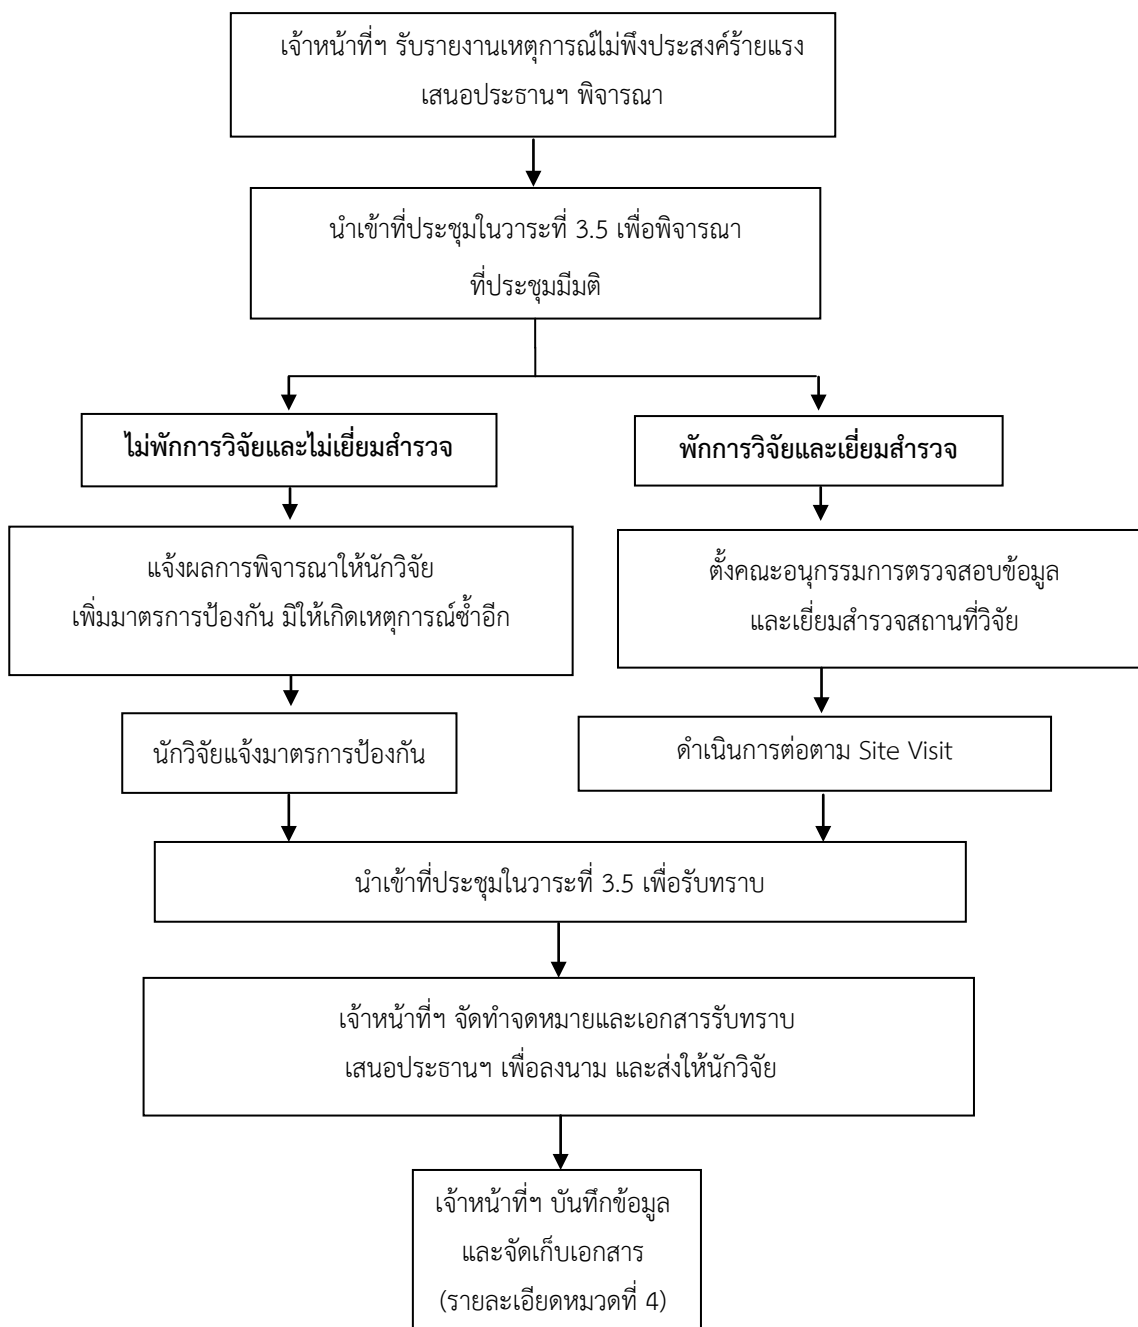 เจ้าหน้าที่ฯ รับรายงานเหตุการณ์ไม่พึงประสงค์ร้ายแรง
เสนอประธานฯ พิจารณา
นำเข้าที่ประชุมในวาระที่ 3.5 เพื่อพิจารณา
ที่ประชุมมีมติ
ไม่พักการวิจัยและไม่เยี่ยมสำรวจ
พักการวิจัยและเยี่ยมสำรวจ
แจ้งผลการพิจารณาให้นักวิจัย
เพิ่มมาตรการป้องกัน มิให้เกิดเหตุการณ์ซ้ำอีก
ตั้งคณะอนุกรรมการตรวจสอบข้อมูล
และเยี่ยมสำรวจสถานที่วิจัย
นักวิจัยแจ้งมาตรการป้องกัน
ดำเนินการต่อตาม Site Visit
นำเข้าที่ประชุมในวาระที่ 3.5 เพื่อรับทราบ
เจ้าหน้าที่ฯ จัดทำจดหมายและเอกสารรับทราบ
เสนอประธานฯ เพื่อลงนาม และส่งให้นักวิจัย
เจ้าหน้าที่ฯ บันทึกข้อมูล
และจัดเก็บเอกสาร
(รายละเอียดหมวดที่ 4)